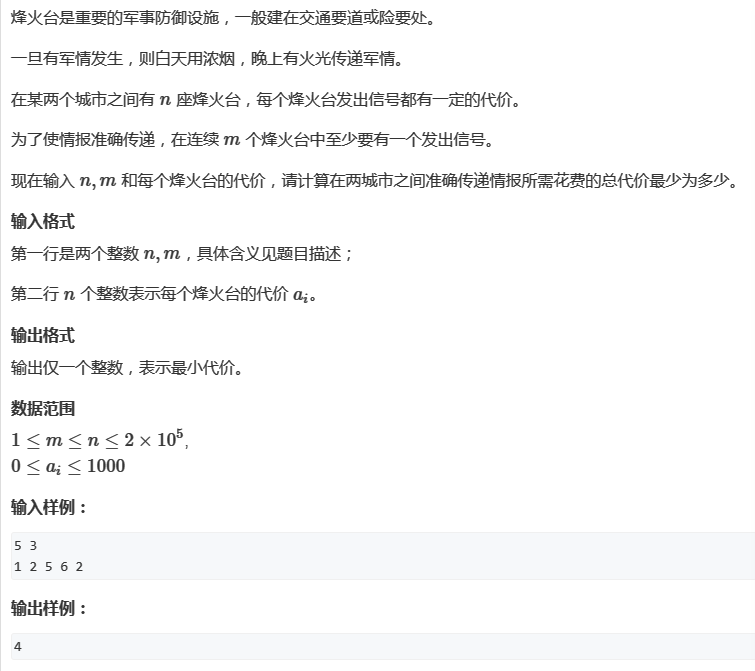 烽火台是重要的军事防御设施，一般建在交通要道或险要处。
一旦有军情发生，则白天用浓烟，晚上有火光传递军情。
在某两个城市之间有 n 座烽火台，每个烽火台发出信号都有一定的代价。
为了使情报准确传递，在连续 m 个烽火台中至少要有一个发出信号。
现在输入 n, m 和每个烽火台的代价，请计算在两城市之间准确传递情报所需花费的总代价最少为多少。
输入格式
第一行是两个整数 n, m，具体含义见题目描述；
第二行 n 个整数表示每个烽火台的代价 aᵢ。
输出格式
输出仅一个整数，表示最小代价。
数据范围
1 ≤ m ≤ n ≤ 2 × 10⁵,
0 ≤ aᵢ ≤ 1000
输入样例：
5 3
1 2 5 6 2
输出样例：
4